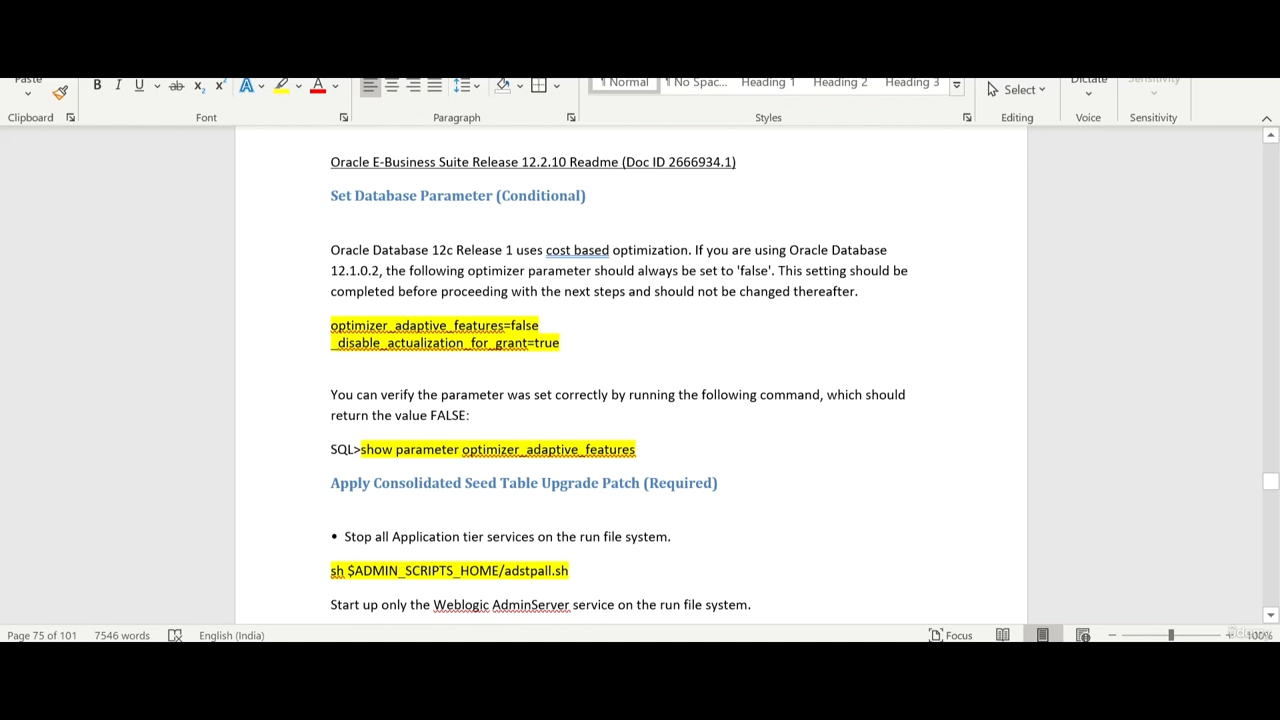 Paste
B I U ab x₂ x² A A
Normal
No Spac...
Heading 1
Heading 2
Heading 3
Select
Dictate
Sensitivity
Clipboard
Font
Paragraph
Styles
Editing
Voice
Sensitivity
Oracle E-Business Suite Release 12.2.10 Readme (Doc ID 2666934.1)
Set Database Parameter (Conditional)
Oracle Database 12c Release 1 uses cost based optimization. If you are using Oracle Database
12.1.0.2, the following optimizer parameter should always be set to 'false'. This setting should be
completed before proceeding with the next steps and should not be changed thereafter.
optimizer_adaptive_features=false
_disable_actualization_for_grant=true
You can verify the parameter was set correctly by running the following command, which should
return the value FALSE:
SQL>show parameter optimizer_adaptive_features
Apply Consolidated Seed Table Upgrade Patch (Required)
• Stop all Application tier services on the run file system.
sh $ADMIN_SCRIPTS_HOME/adstpall.sh
Start up only the Weblogic AdminServer service on the run file system.
Page 75 of 101
7546 words
English (India)
Focus
100%